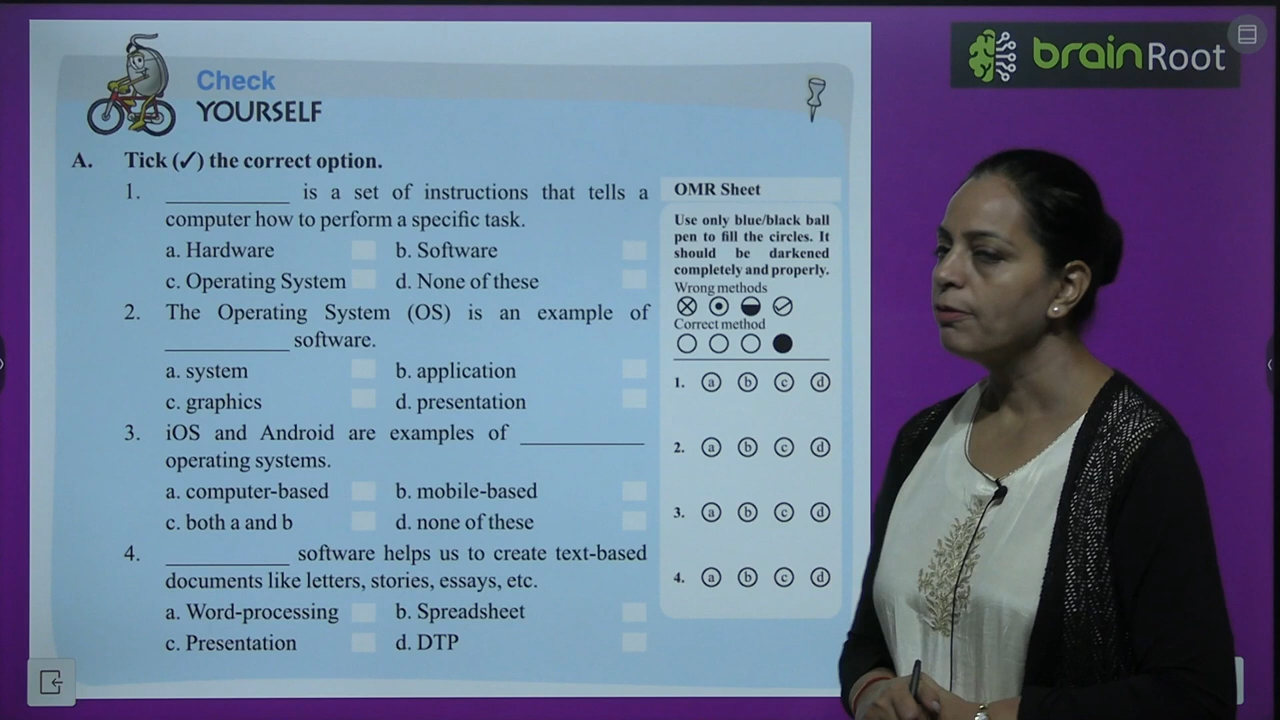 brainRoot
Check
YOURSELF
A. Tick (✓) the correct option.
1. __________ is a set of instructions that tells a
computer how to perform a specific task.
a. Hardware b. Software
c. Operating System d. None of these
2. The Operating System (OS) is an example of
__________ software.
a. system b. application
c. graphics d. presentation
3. iOS and Android are examples of __________
operating systems.
a. computer-based b. mobile-based
c. both a and b d. none of these
4. __________ software helps us to create text-based
documents like letters, stories, essays, etc.
a. Word-processing b. Spreadsheet
c. Presentation d. DTP
OMR Sheet
Use only blue/black ball
pen to fill the circles. It
should be darkened
completely and properly.
Wrong methods
Correct method
1. a b c d
2. a b c d
3. a b c d
4. a b c d